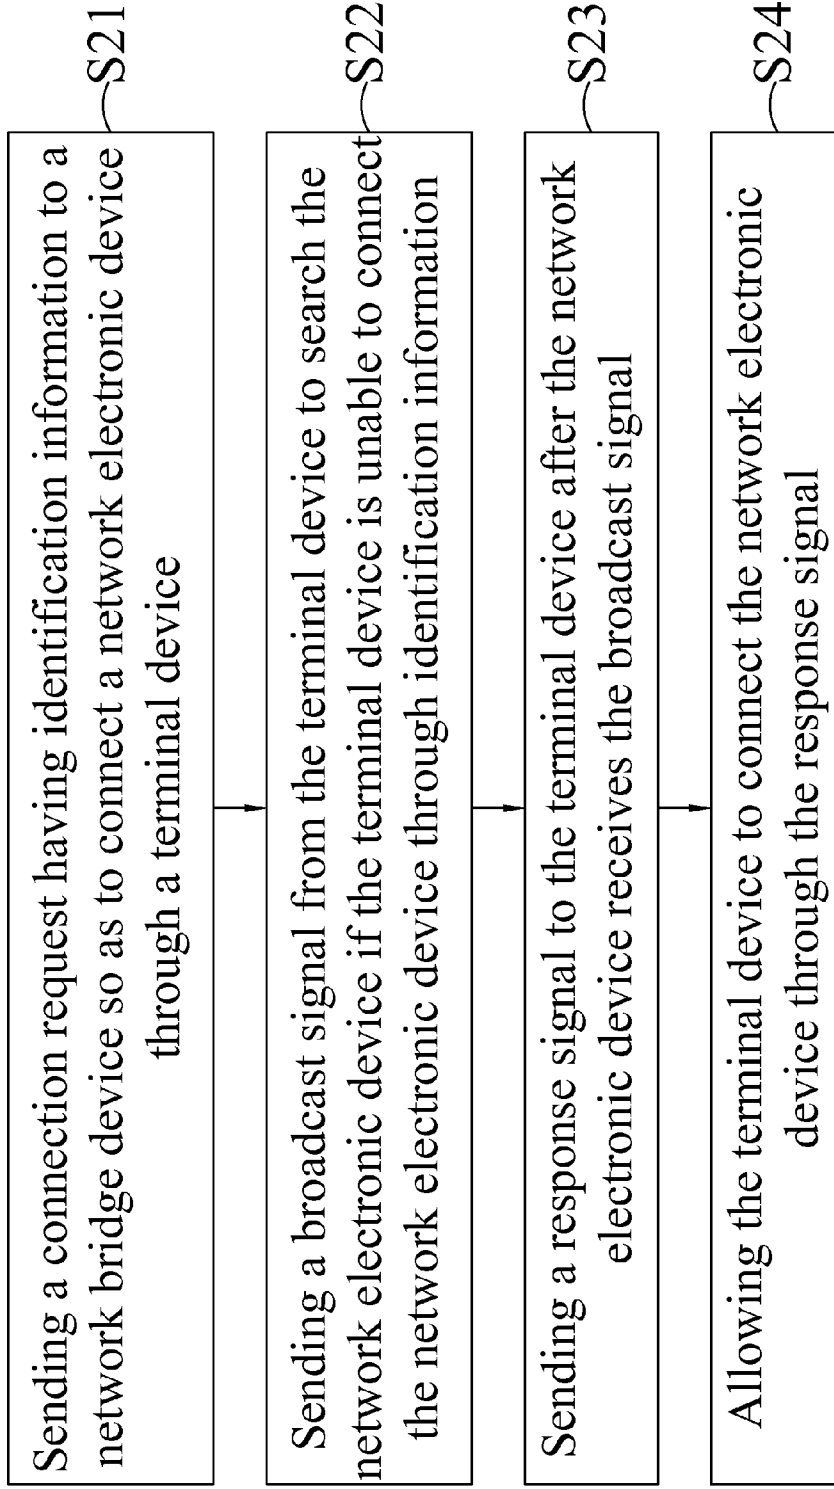 Sending a connection request having identification information to a
network bridge device so as to connect a network electronic device
through a terminal device
S21
Sending a broadcast signal from the terminal device to search the
network electronic device if the terminal device is unable to connect
the network electronic device through identification information
S22
Sending a response signal to the terminal device after the network
electronic device receives the broadcast signal
S23
Allowing the terminal device to connect the network electronic
device through the response signal
S24